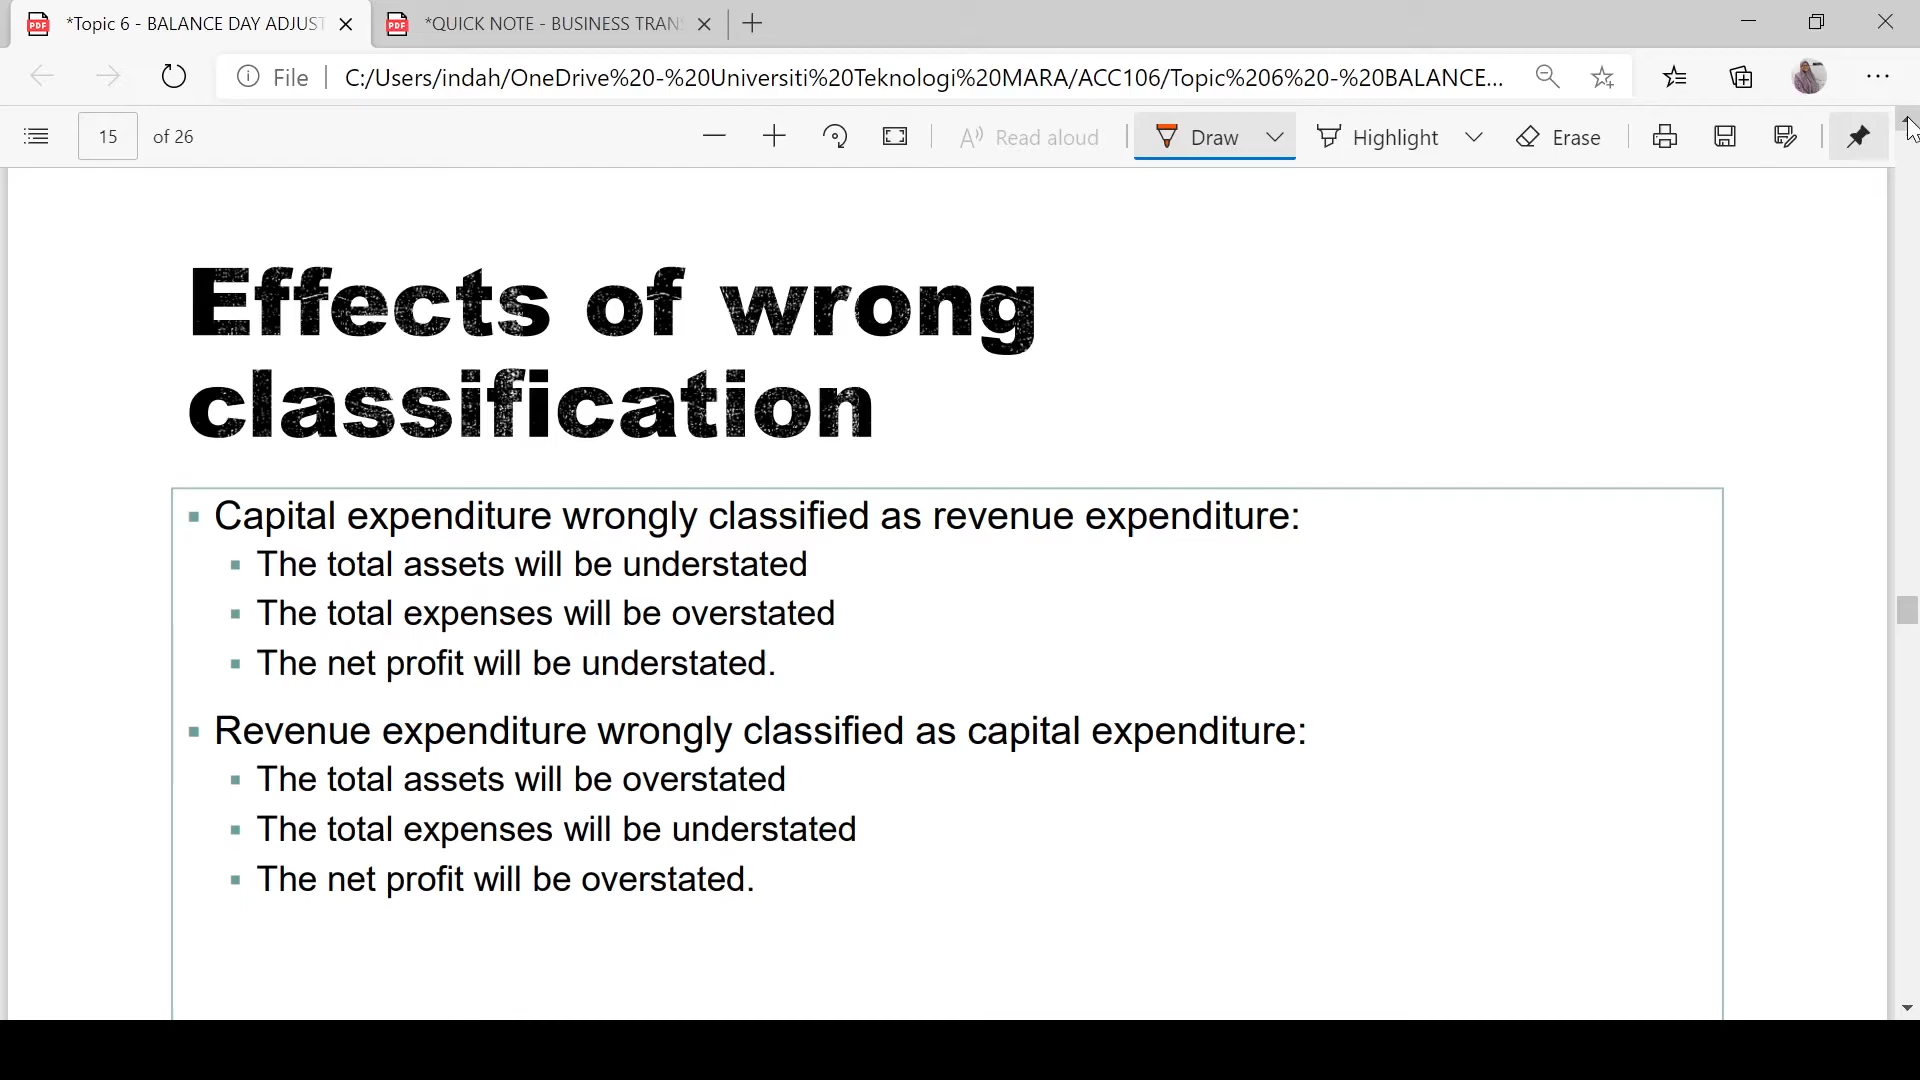 *Topic 6 - BALANCE DAY ADJUST
*QUICK NOTE - BUSINESS TRAN
File
C:/Users/indah/OneDrive%20-%20Universiti%20Teknologi%20MARA/ACC106/Topic%206%20-%20BALANCE...
15 of 26
Read aloud
Draw
Highlight
Erase
Effects of wrong
classification
▪ Capital expenditure wrongly classified as revenue expenditure:
▪ The total assets will be understated
▪ The total expenses will be overstated
▪ The net profit will be understated.
▪ Revenue expenditure wrongly classified as capital expenditure:
▪ The total assets will be overstated
▪ The total expenses will be understated
▪ The net profit will be overstated.